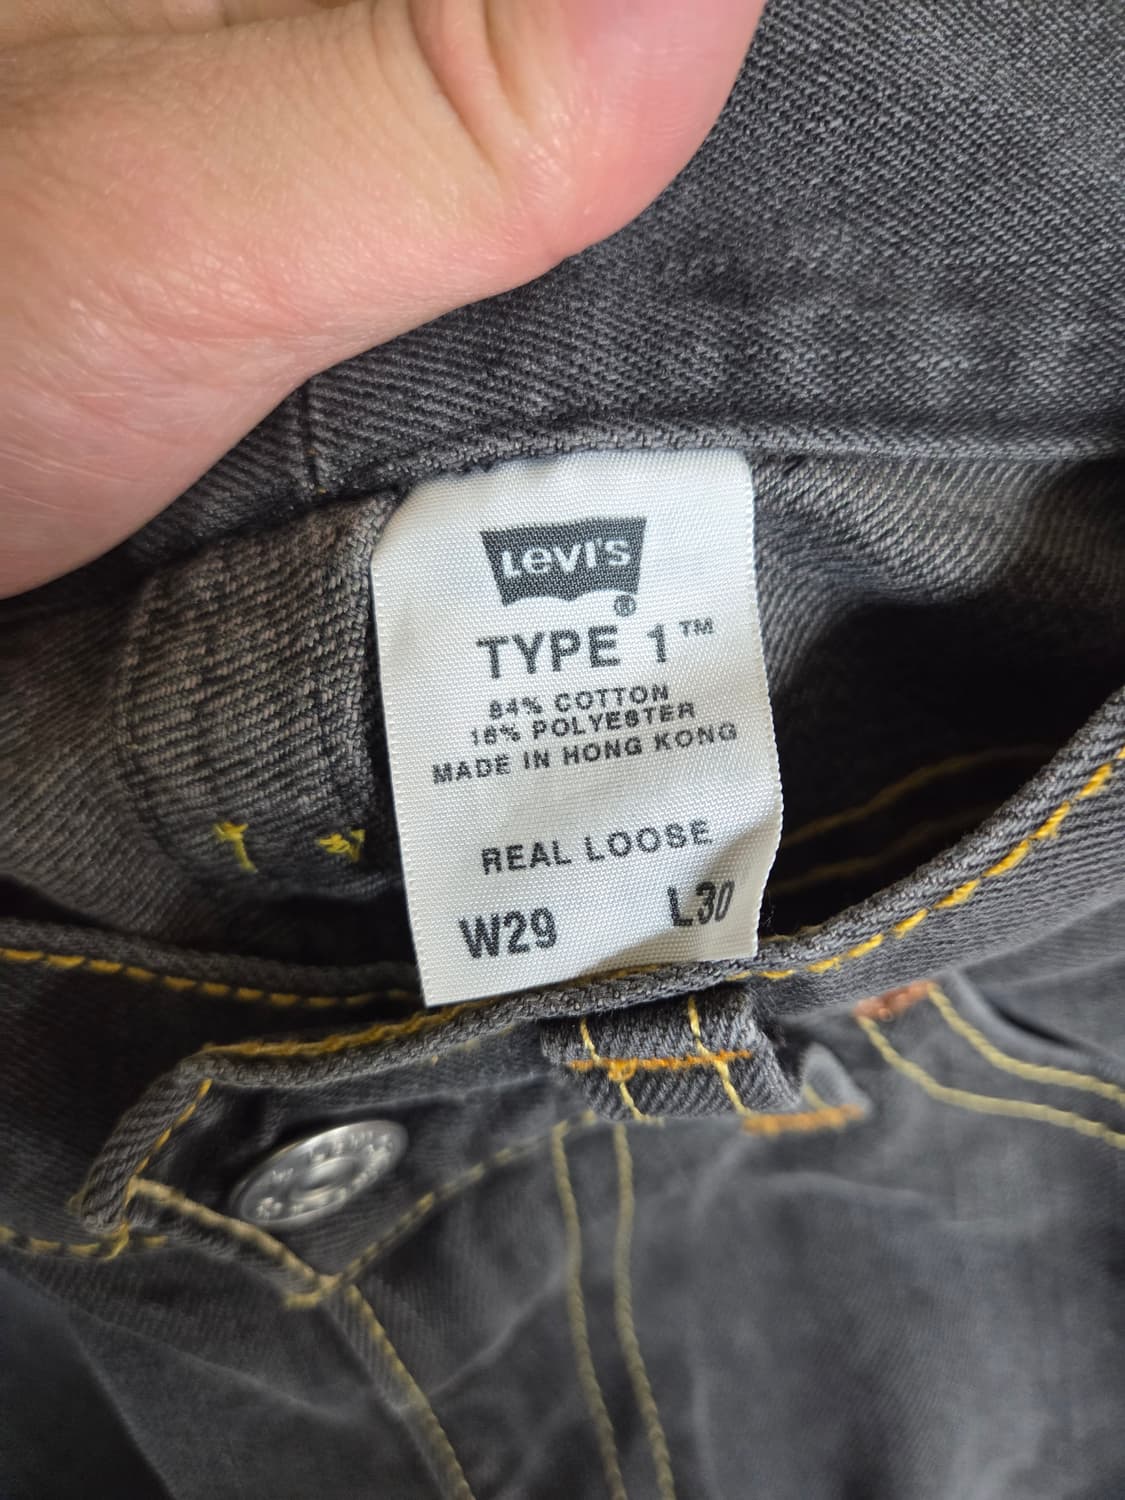 Levi's
®
TYPE 1™
84% COTTON
16% POLYESTER
MADE IN HONG KONG
REAL LOOSE
W29 L30